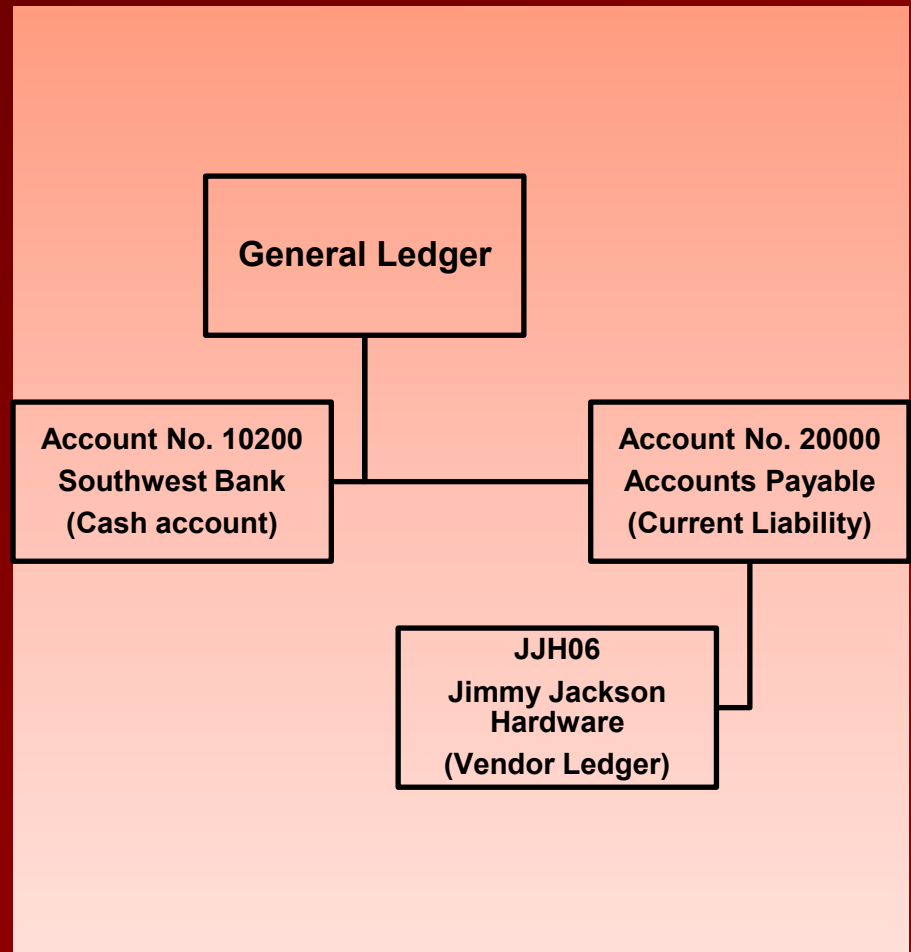 General Ledger
Account No. 10200
Southwest Bank
(Cash account)
Account No. 20000
Accounts Payable
(Current Liability)
JJH06
Jimmy Jackson
Hardware
(Vendor Ledger)